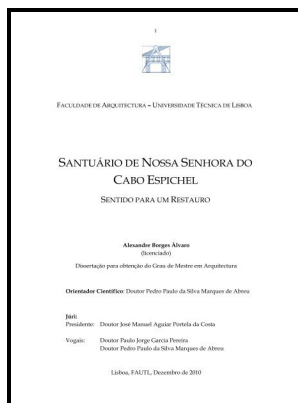 1
FACULDADE DE ARQUITECTURA – UNIVERSIDADE TÉCNICA DE LISBOA
SANTUÁRIO DE NOSSA SENHORA DO
CABO ESPICHEL
SENTIDO PARA UM RESTAURO
Alexandre Borges Álvaro
(licenciado)
Dissertação para obtenção do Grau de Mestre em Arquitectura
Orientador Científico: Doutor Pedro Paulo da Silva Marques de Abreu
Júri:
Presidente: Doutor José Manuel Aguiar Portela da Costa
Vogais: Doutor Paulo Jorge Garcia Pereira
Doutor Pedro Paulo da Silva Marques de Abreu
Lisboa, FAUTL, Dezembro de 2010